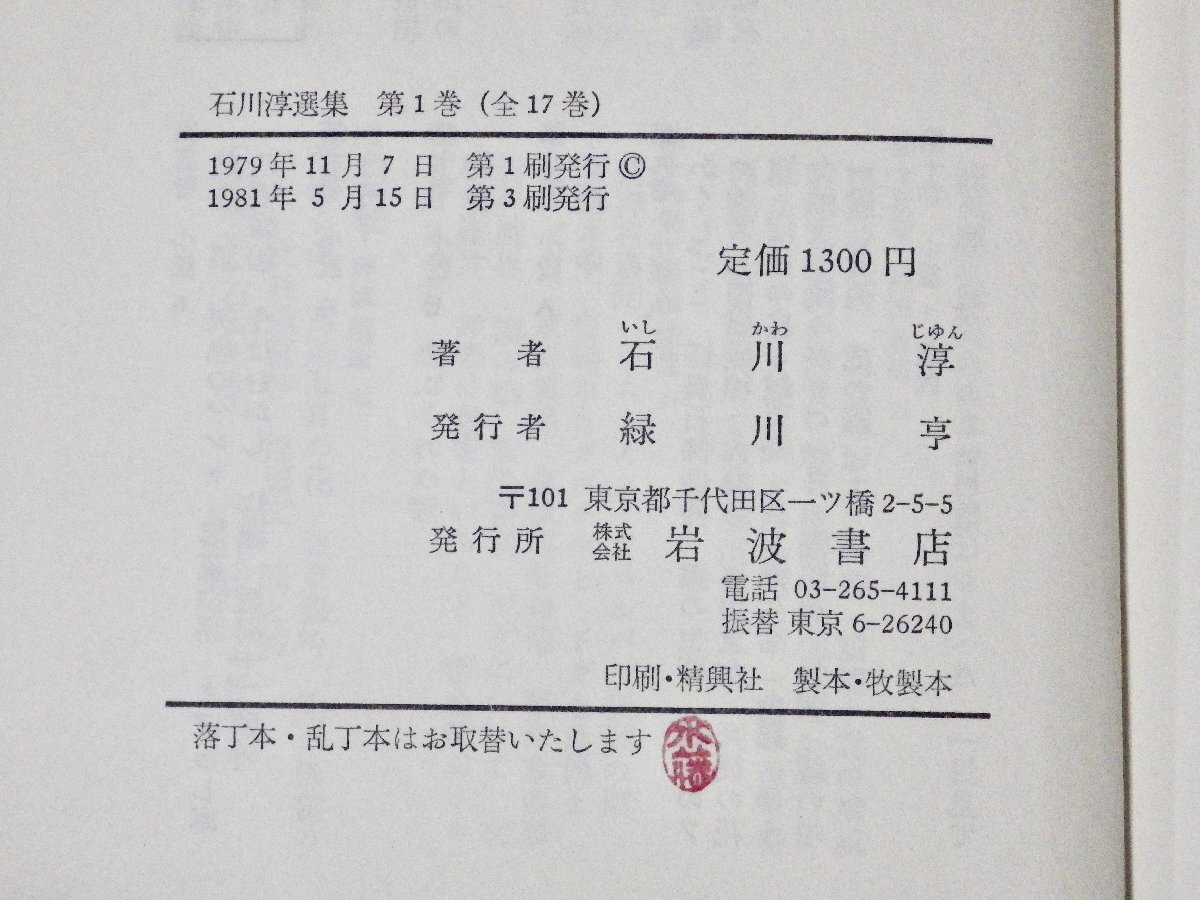 石川淳選集 第1巻（全17巻）
1979年11月7日 第1刷発行©
1981年5月15日 第3刷発行
定価1300円
いし かわ じゆん
著者 石川淳
発行者 緑川亨
〒101 東京都千代田区一ツ橋2-5-5
発行所 株式会社 岩波書店
電話 03-265-4111
振替 東京6-26240
印刷・精興社 製本・牧製本
落丁本・乱丁本はお取替いたします